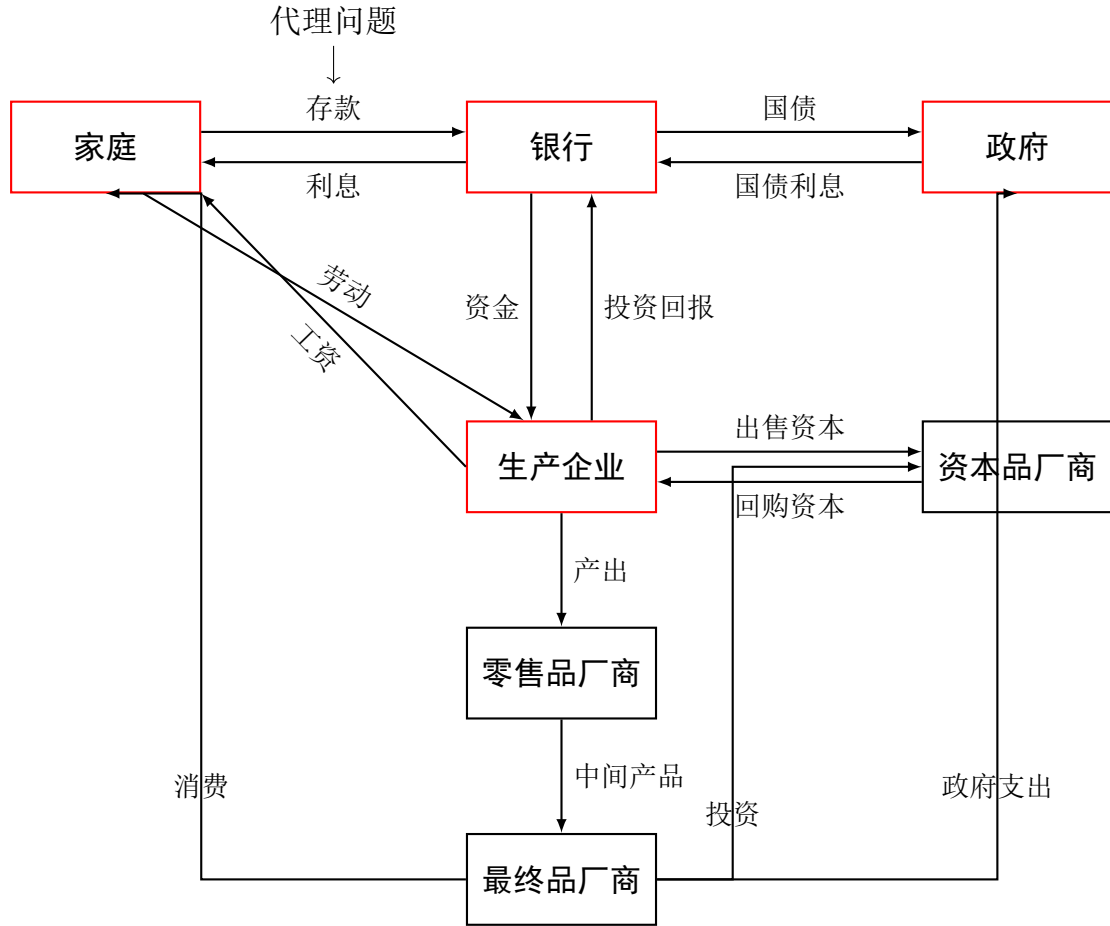 代理问题
存款
国债
家庭
银行
政府
利息
国债利息
劳动
工资
资金
投资回报
出售资本
生产企业
资本品厂商
回购资本
产出
零售品厂商
中间产品
消费
投资
政府支出
最终品厂商